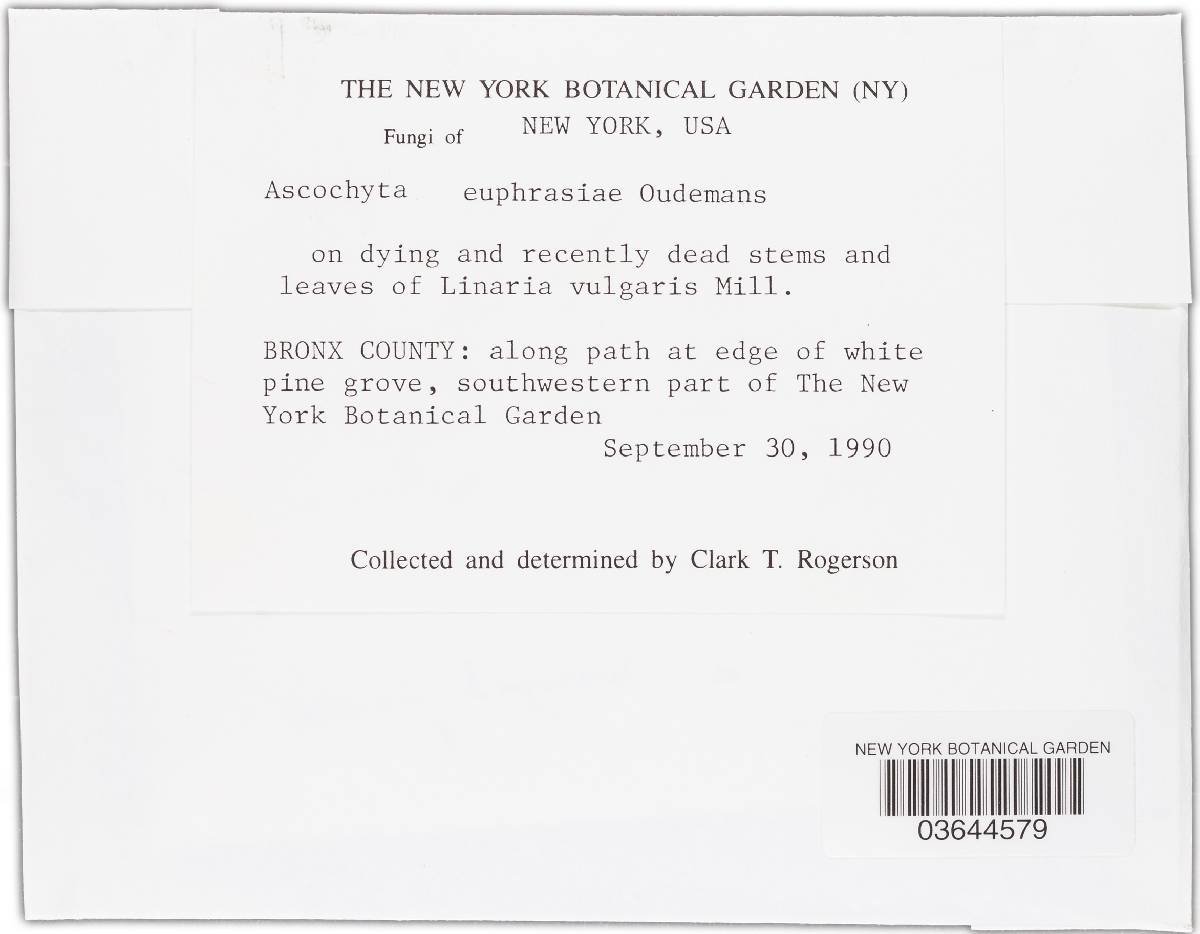 THE NEW YORK BOTANICAL GARDEN (NY)
Fungi of NEW YORK, USA
Ascochyta euphrasiae Oudemans
on dying and recently dead stems and
leaves of Linaria vulgaris Mill.
BRONX COUNTY: along path at edge of white
pine grove, southwestern part of The New
York Botanical Garden
September 30, 1990
Collected and determined by Clark T. Rogerson
NEW YORK BOTANICAL GARDEN
03644579